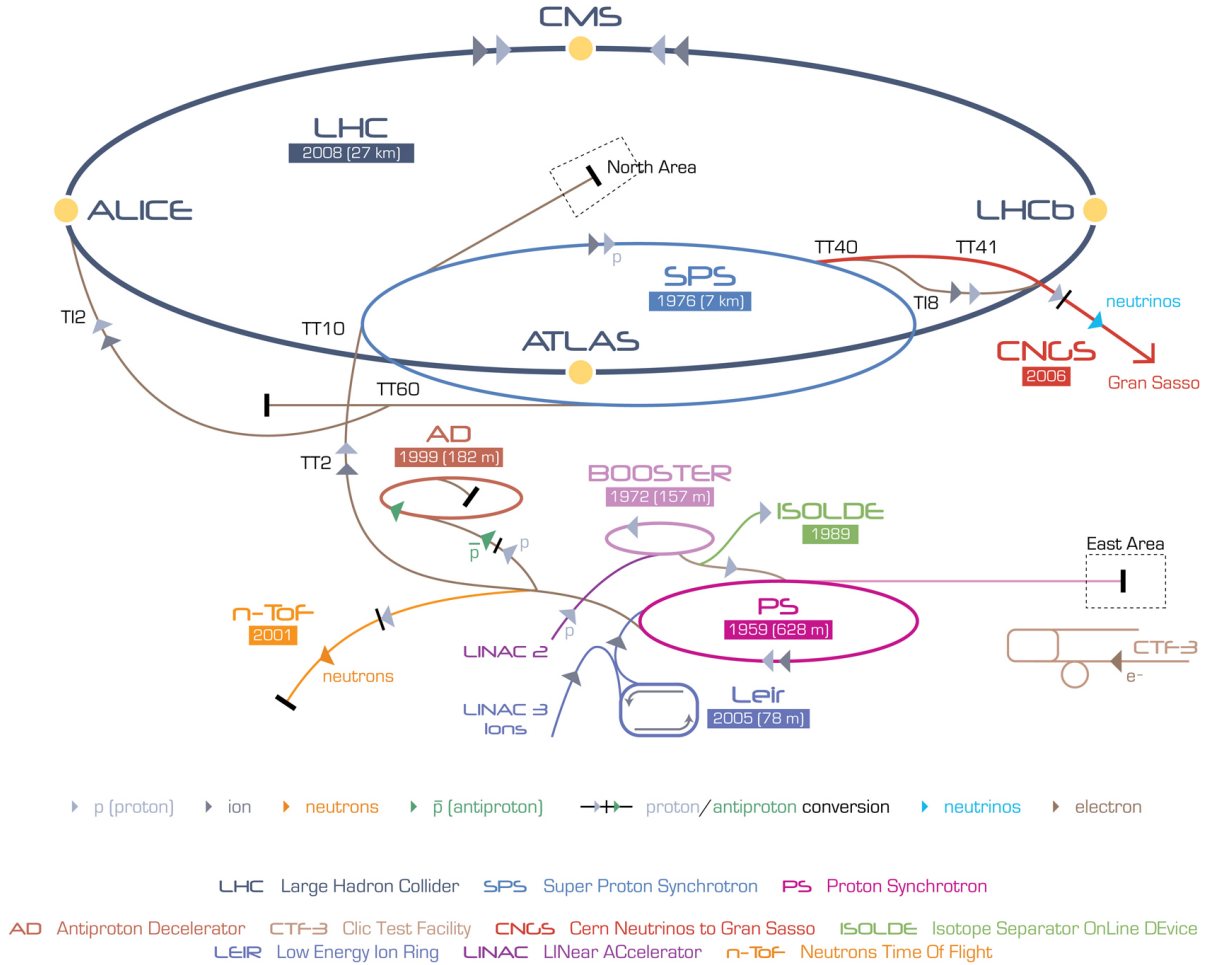 CMS
LHC
2008 (27 km)
North Area
ALICE
LHCb
TT40
TT41
p
SPS
1976 (7 km)
TI8
neutrinos
TI2
TT10
ATLAS
CNGS
2006
Gran Sasso
TT60
AD
1999 (182 m)
TT2
BOOSTER
1972 (157 m)
ISOLDE
1989
p̅
p
East Area
n-ToF
2001
p
PS
1959 (628 m)
LINAC 2
neutrons
CTF-3
e-
LINAC 3
Ions
Leir
2005 (78 m)
p (proton) ion neutrons p̅ (antiproton) proton/antiproton conversion neutrinos electron
LHC Large Hadron Collider SPS Super Proton Synchrotron PS Proton Synchrotron
AD Antiproton Decelerator CTF-3 Clic Test Facility CNGS Cern Neutrinos to Gran Sasso ISOLDE Isotope Separator OnLine DEvice
LEIR Low Energy Ion Ring LINAC LINear ACcelerator n-ToF Neutrons Time Of Flight